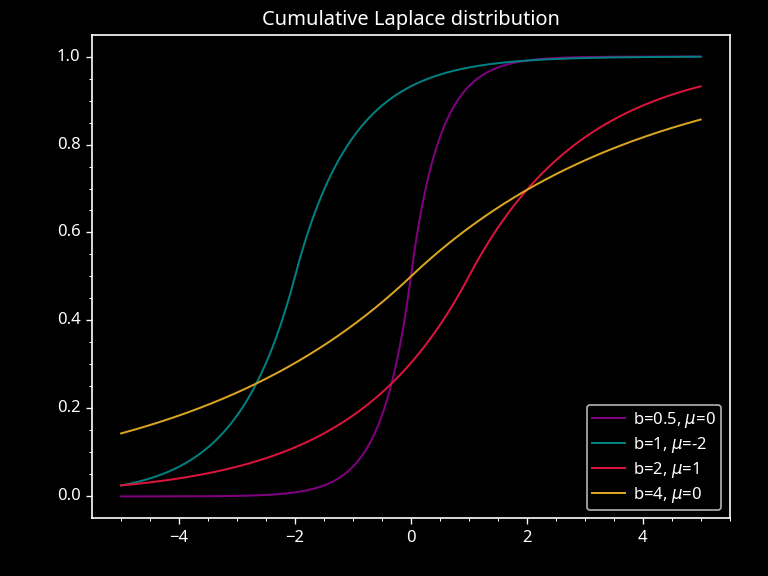 Cumulative Laplace distribution
1.0
0.8
0.6
0.4
0.2
0.0
−4
−2
0
2
4
b=0.5, μ=0
b=1, μ=-2
b=2, μ=1
b=4, μ=0